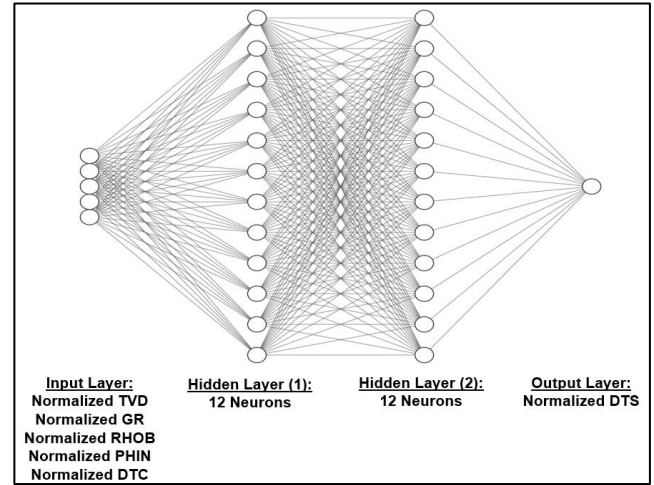 Input Layer:
Normalized TVD
Normalized GR
Normalized RHOB
Normalized PHIN
Normalized DTC
Hidden Layer (1):
12 Neurons
Hidden Layer (2):
12 Neurons
Output Layer:
Normalized DTS